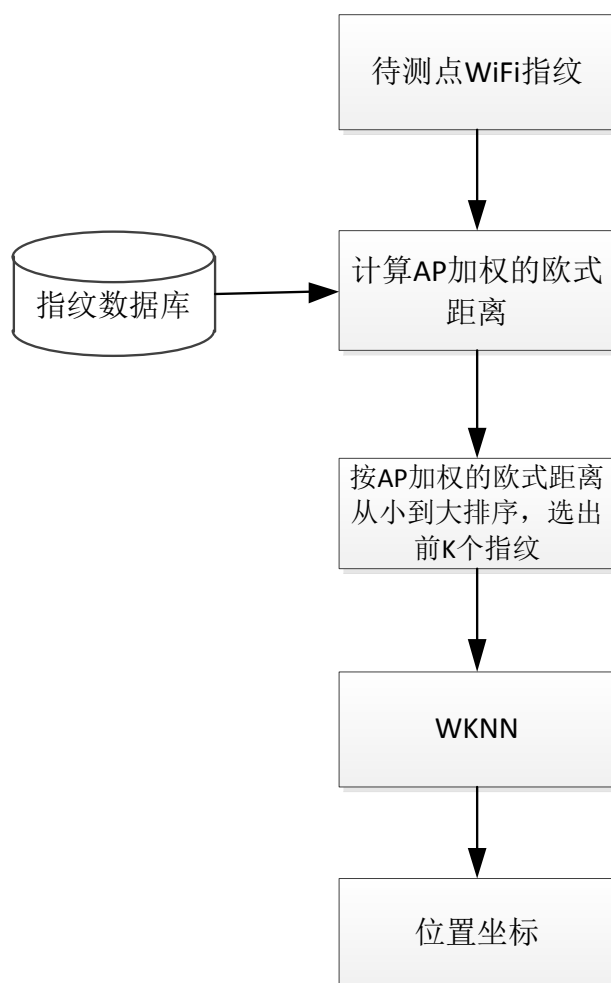 待测点WiFi指纹
指纹数据库
计算AP加权的欧式
距离
按AP加权的欧式距离
从小到大排序，选出
前K个指纹
WKNN
位置坐标